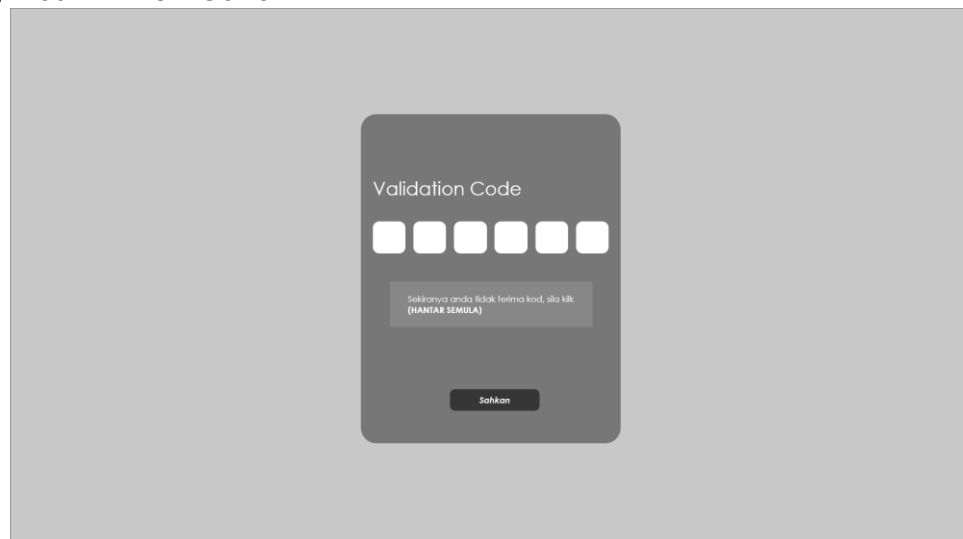 Validation Code
Sekiranya anda tidak terima kod, sila klik
(HANTAR SEMULA)
Sahkan